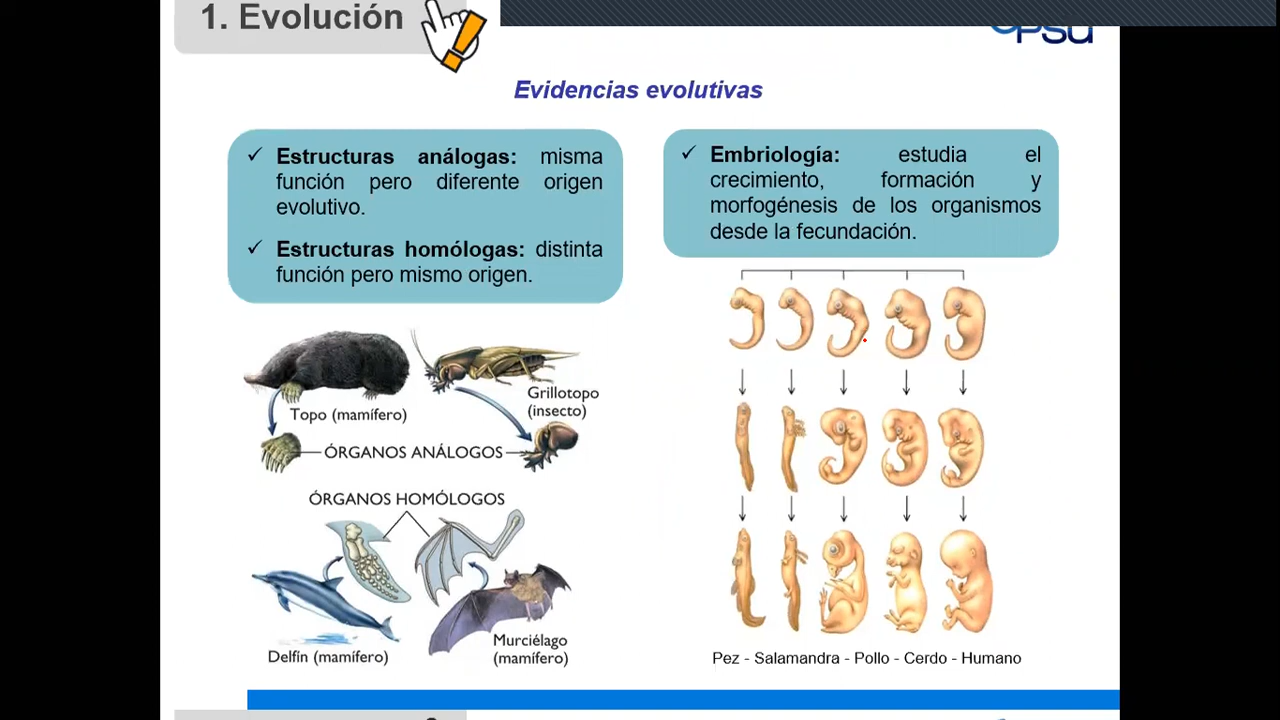 1. Evolución
Evidencias evolutivas
✓ Estructuras análogas: misma
función pero diferente origen
evolutivo.
✓ Estructuras homólogas: distinta
función pero mismo origen.
✓ Embriología: estudia el
crecimiento, formación y
morfogénesis de los organismos
desde la fecundación.
Topo (mamífero)
Grillotopo
(insecto)
ÓRGANOS ANÁLOGOS
ÓRGANOS HOMÓLOGOS
Delfín (mamífero)
Murciélago
(mamífero)
Pez - Salamandra - Pollo - Cerdo - Humano